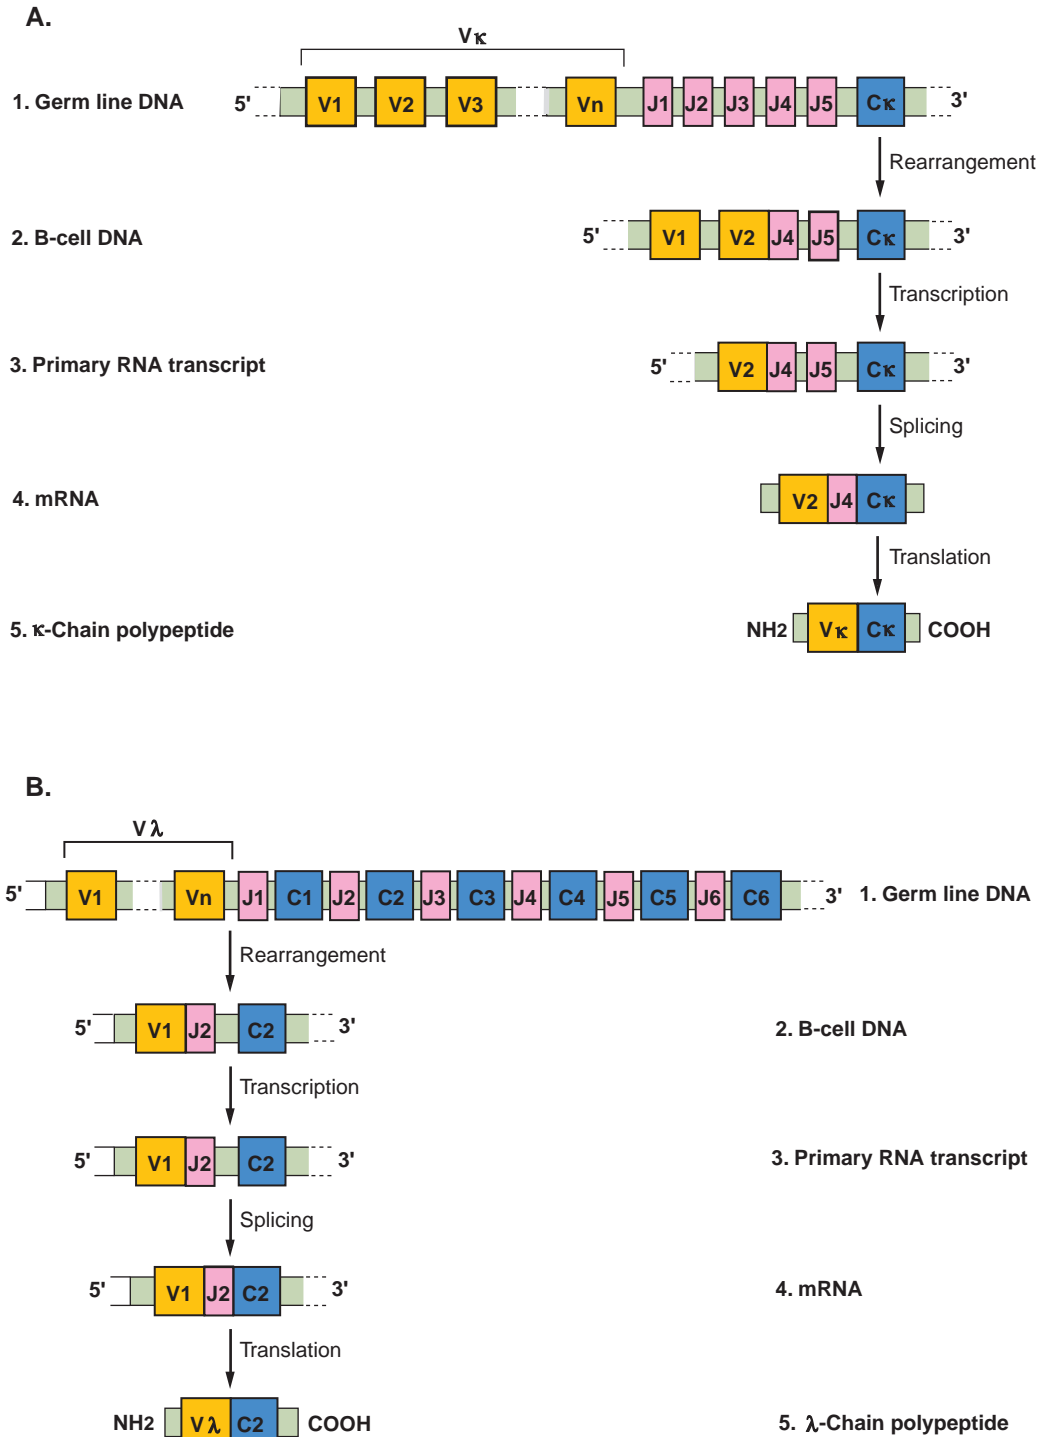 A.
Vκ
1. Germ line DNA 5' V1 V2 V3 Vn J1 J2 J3 J4 J5 Cκ 3'
Rearrangement
2. B-cell DNA 5' V1 V2 J4 J5 Cκ 3'
Transcription
3. Primary RNA transcript 5' V2 J4 J5 Cκ 3'
Splicing
4. mRNA V2 J4 Cκ
Translation
5. κ-Chain polypeptide NH2 Vκ Cκ COOH
B.
Vλ
5' V1 Vn J1 C1 J2 C2 J3 C3 J4 C4 J5 C5 J6 C6 3' 1. Germ line DNA
Rearrangement
5' V1 J2 C2 3' 2. B-cell DNA
Transcription
5' V1 J2 C2 3' 3. Primary RNA transcript
Splicing
5' V1 J2 C2 3' 4. mRNA
Translation
NH2 Vλ C2 COOH 5. λ-Chain polypeptide